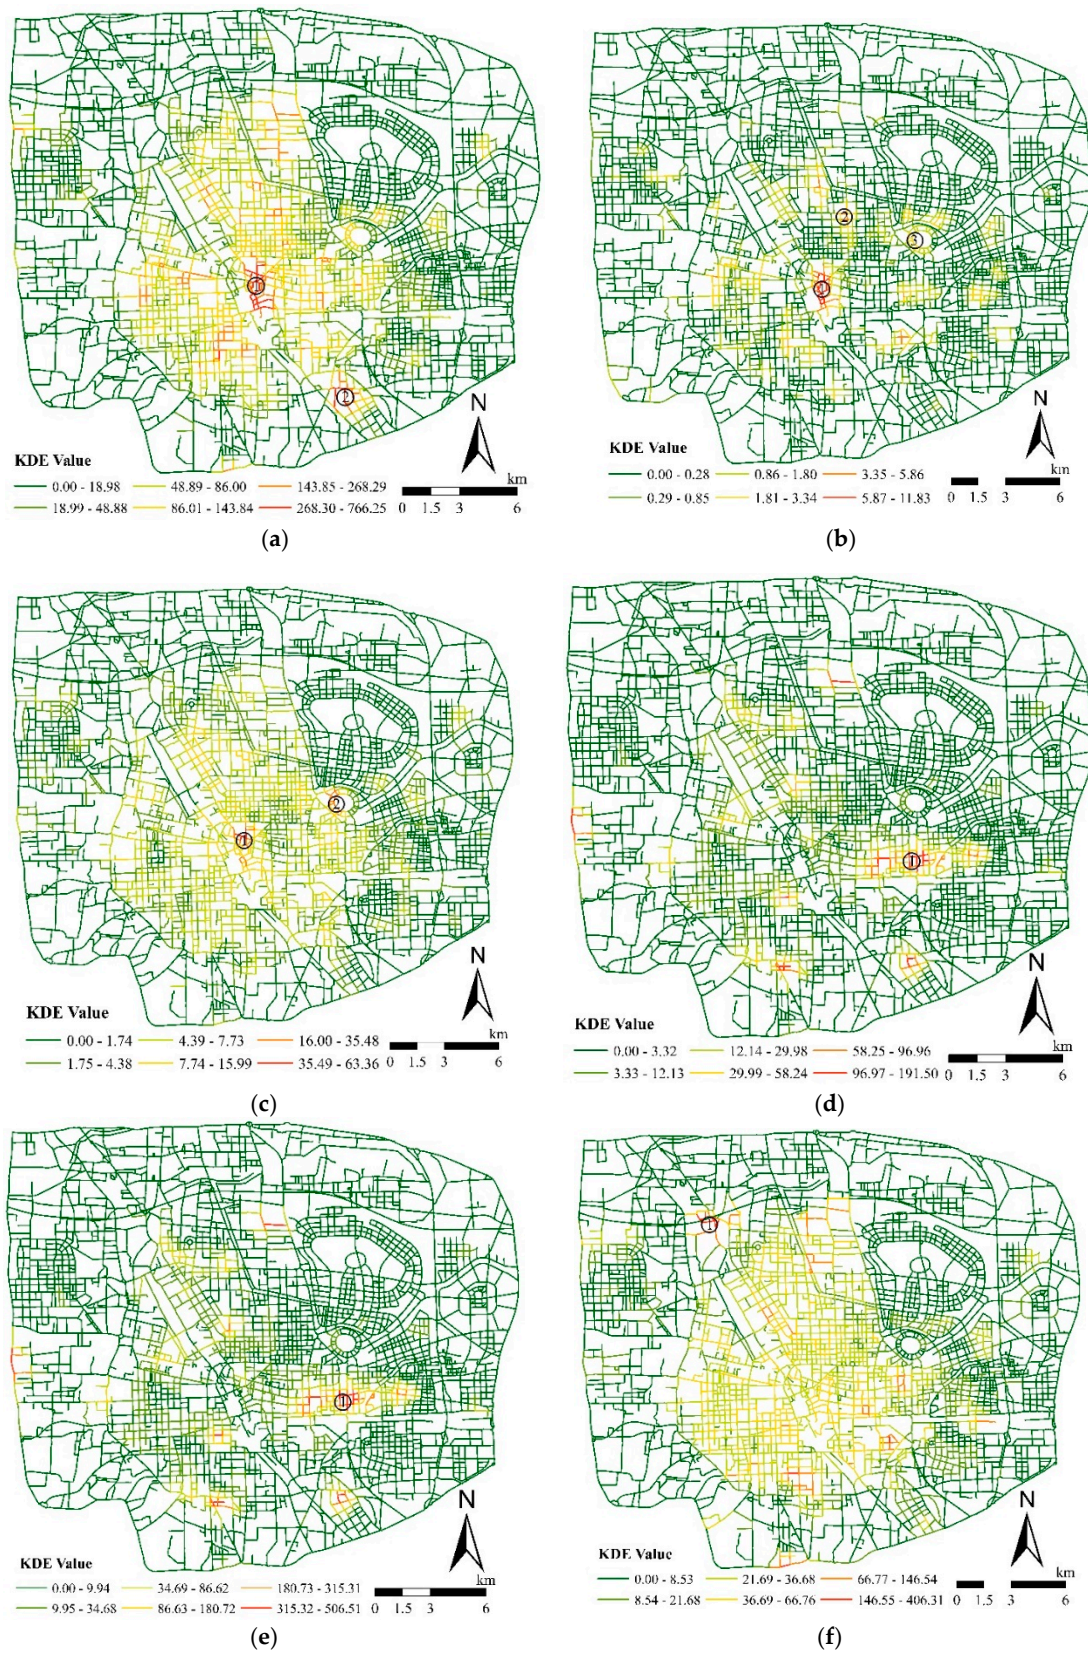 ①
②
N
KDE Value
km
0.00 - 18.98 48.89 - 86.00 143.85 - 268.29
18.99 - 48.88 86.01 - 143.84 268.30 - 766.25
0 1.5 3 6
(a)
②
③
①
N
KDE Value
km
0.00 - 0.28 0.86 - 1.80 3.35 - 5.86
0.29 - 0.85 1.81 - 3.34 5.87 - 11.83
0 1.5 3 6
(b)
②
①
N
KDE Value
km
0.00 - 1.74 4.39 - 7.73 16.00 - 35.48
1.75 - 4.38 7.74 - 15.99 35.49 - 63.36
0 1.5 3 6
(c)
①
N
KDE Value
km
0.00 - 3.32 12.14 - 29.98 58.25 - 96.96
3.33 - 12.13 29.99 - 58.24 96.97 - 191.50
0 1.5 3 6
(d)
①
N
KDE Value
km
0.00 - 9.94 34.69 - 86.62 180.73 - 315.31
9.95 - 34.68 86.63 - 180.72 315.32 - 506.51
0 1.5 3 6
(e)
①
N
KDE Value
km
0.00 - 8.53 21.69 - 36.68 66.77 - 146.54
8.54 - 21.68 36.69 - 66.76 146.55 - 406.31
0 1.5 3 6
(f)